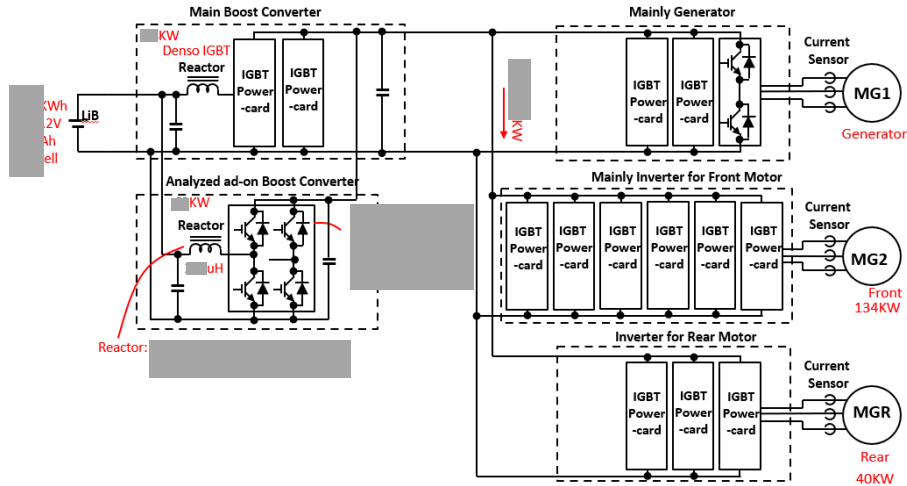 Main Boost Converter
KW
Denso IGBT
Reactor
IGBT
Power
-card
IGBT
Power
-card
KWh
2V
Ah
ell
LiB
KW
Mainly Generator
IGBT
Power
-card
IGBT
Power
-card
Current
Sensor
MG1
Generator
Analyzed ad-on Boost Converter
KW
Reactor
uH
Reactor:
Mainly Inverter for Front Motor
IGBT
Power
-card
IGBT
Power
-card
IGBT
Power
-card
IGBT
Power
-card
IGBT
Power
-card
IGBT
Power
-card
Current
Sensor
MG2
Front
134KW
Inverter for Rear Motor
IGBT
Power
-card
IGBT
Power
-card
IGBT
Power
-card
Current
Sensor
MGR
Rear
40KW